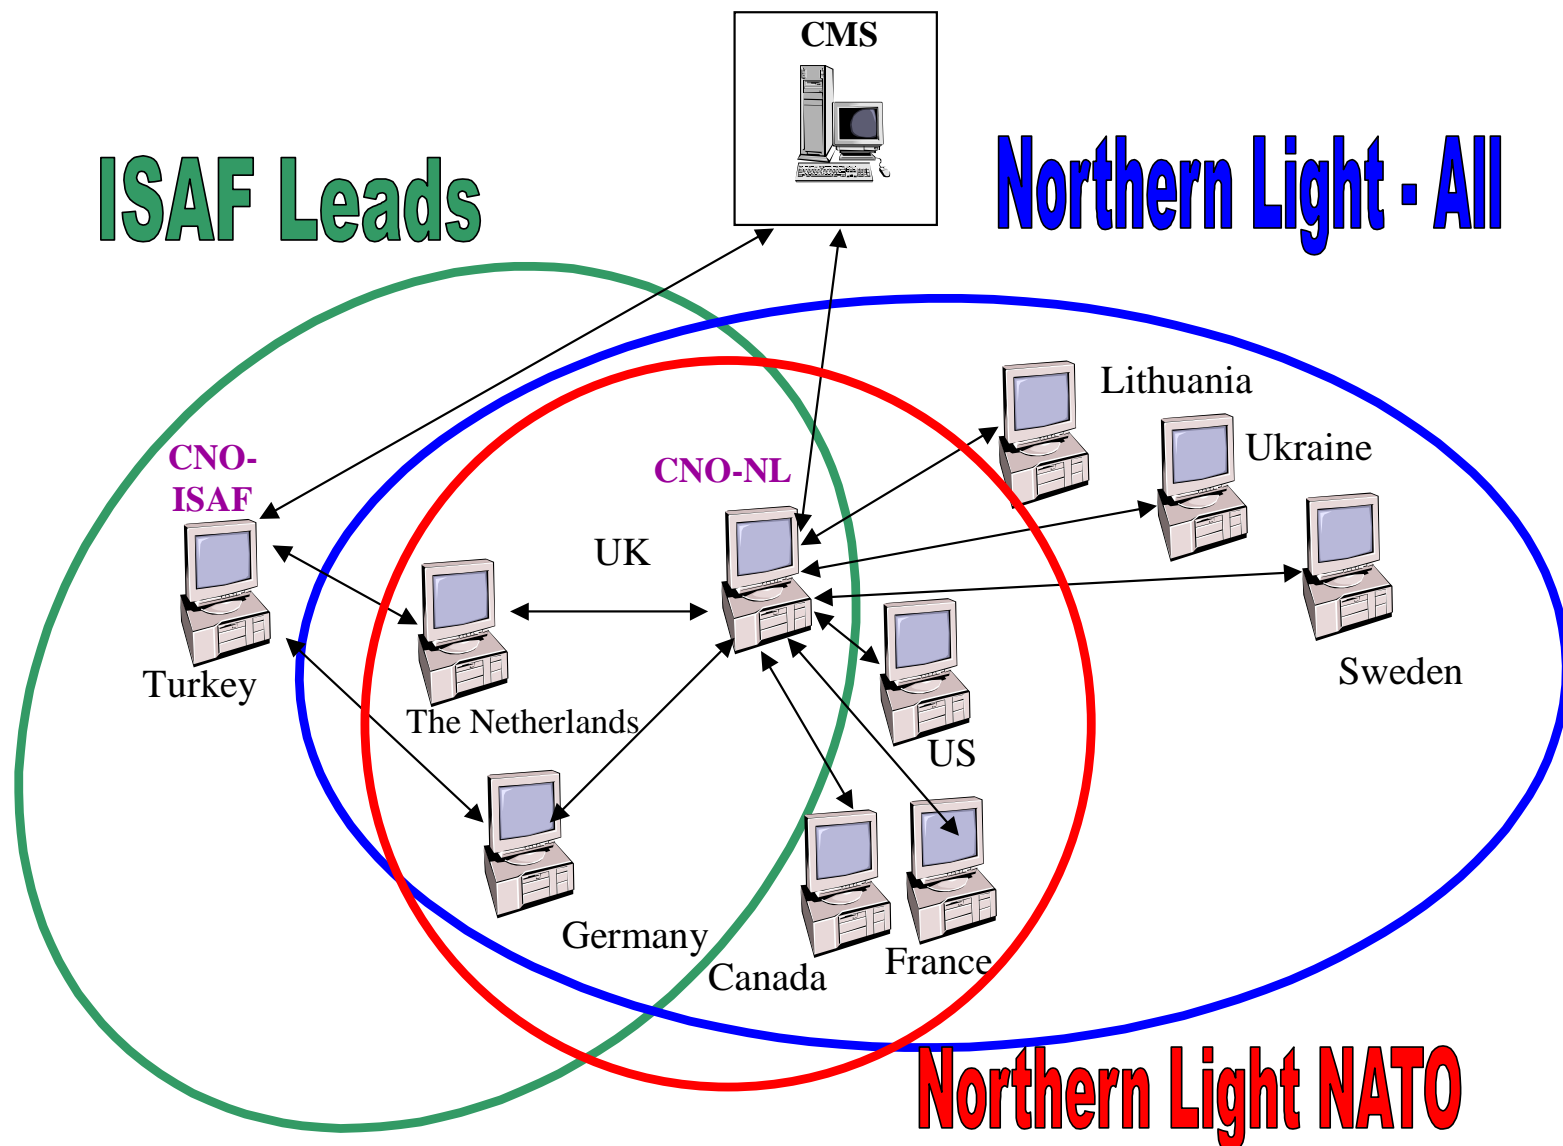 CMS
ISAF Leads
Northern Light - All
Lithuania
Ukraine
CNO-
ISAF
CNO-NL
UK
Turkey
The Netherlands
Sweden
US
Germany
Canada
France
Northern Light NATO